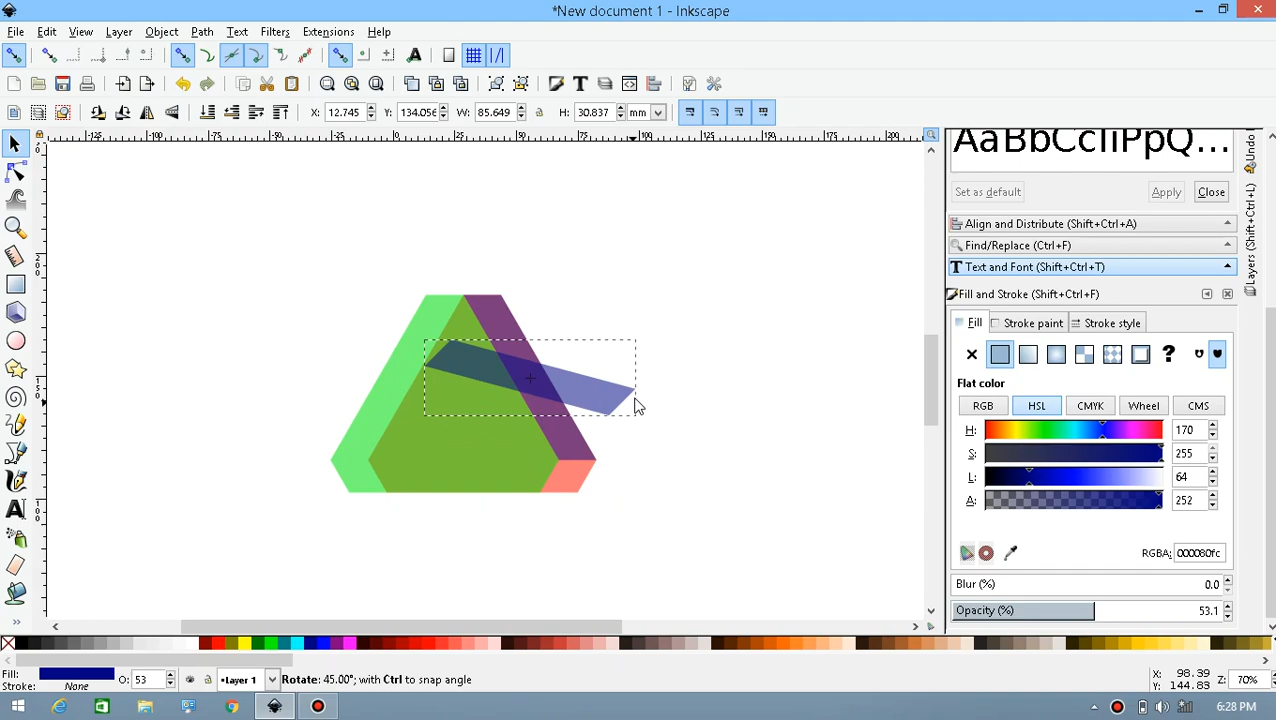 *New document 1 - Inkscape
File Edit View Layer Object Path Text Filters Extensions Help
X: 12.745 Y: 134.056 W: 85.649 H: 30.837 mm
AaBbCcIiPpQ...
Set as default Apply Close
Align and Distribute (Shift+Ctrl+A)
Find/Replace (Ctrl+F)
Text and Font (Shift+Ctrl+T)
Fill and Stroke (Shift+Ctrl+F)
Fill Stroke paint Stroke style
Flat color
RGB HSL CMYK Wheel CMS
H: 170
S: 255
L: 64
A: 252
RGBA: 000080fc
Blur (%) 0.0
Opacity (%) 53.1
Undo
Layers (Shift+Ctrl+L)
Fill: O: 53 Layer 1 Rotate: 45.00°; with Ctrl to snap angle X: 98.39
Stroke: None Y: 144.83 Z: 70%
6:28 PM